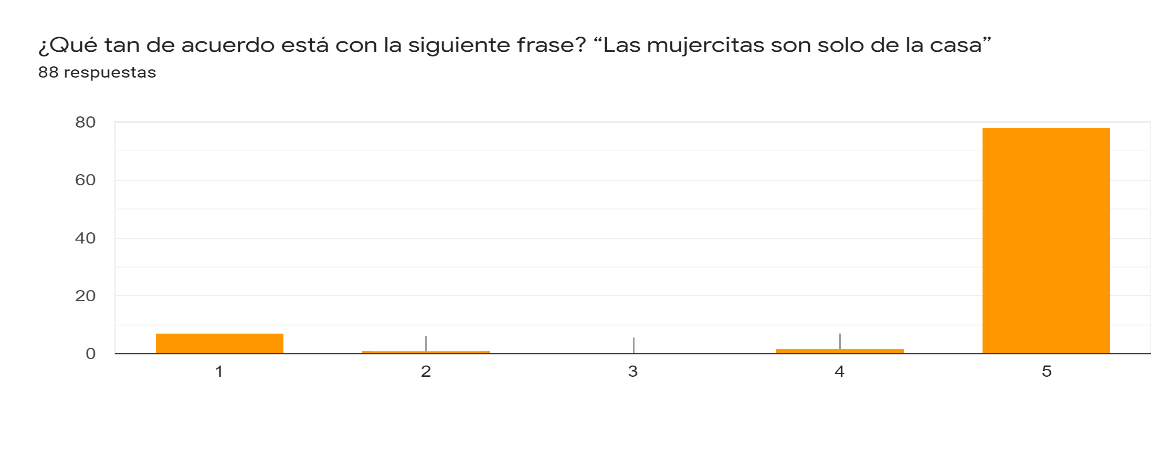 ¿Qué tan de acuerdo está con la siguiente frase? “Las mujercitas son solo de la casa”
88 respuestas
80
60
40
20
0
1 2 3 4 5